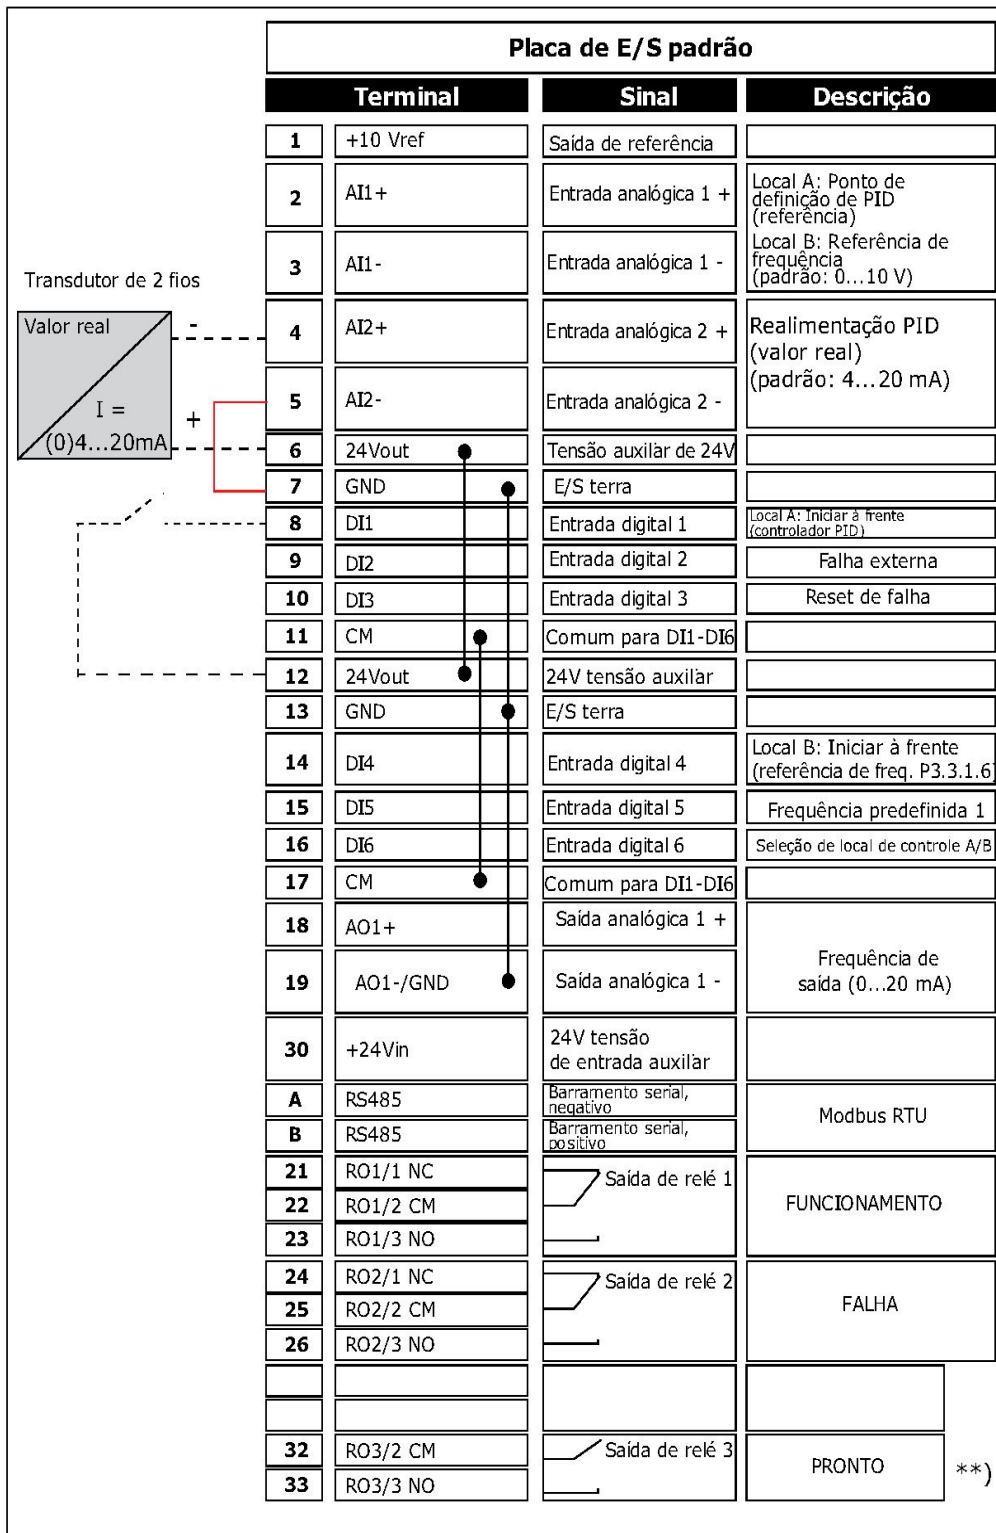 Placa de E/S padrão
Terminal Sinal Descrição
1 +10 Vref Saída de referência
2 AI1+ Entrada analógica 1 +
Local A: Ponto de
definição de PID
(referência)
3 AI1- Entrada analógica 1 -
Local B: Referência de
frequência
(padrão: 0...10 V)
Transdutor de 2 fios
Valor real
-
I =
+
(0)4...20mA
4 AI2+ Entrada analógica 2 +
Realimentação PID
(valor real)
(padrão: 4...20 mA)
5 AI2- Entrada analógica 2 -
6 24Vout Tensão auxilar de 24V
7 GND E/S terra
8 DI1 Entrada digital 1
Local A: Iniciar à frente
(controlador PID)
9 DI2 Entrada digital 2 Falha externa
10 DI3 Entrada digital 3 Reset de falha
11 CM Comum para DI1-DI6
12 24Vout 24V tensão auxilar
13 GND E/S terra
14 DI4 Entrada digital 4
Local B: Iniciar à frente
(referência de freq. P3.3.1.6)
15 DI5 Entrada digital 5 Frequência predefinida 1
16 DI6 Entrada digital 6 Seleção de local de controle A/B
17 CM Comum para DI1-DI6
18 AO1+ Saída analógica 1 +
19 AO1-/GND Saída analógica 1 -
Frequência de
saída (0...20 mA)
30 +24Vin
24V tensão
de entrada auxilar
A RS485
Barramento serial,
negativo
B RS485
Barramento serial,
positivo
Modbus RTU
21 RO1/1 NC Saída de relé 1
22 RO1/2 CM FUNCIONAMENTO
23 RO1/3 NO
24 RO2/1 NC Saída de relé 2
25 RO2/2 CM FALHA
26 RO2/3 NO
32 RO3/2 CM Saída de relé 3
PRONTO **)
33 RO3/3 NO